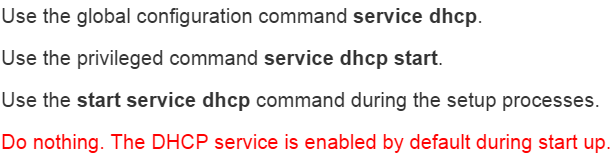 Use the global configuration command service dhcp.
Use the privileged command service dhcp start.
Use the start service dhcp command during the setup processes.
Do nothing. The DHCP service is enabled by default during start up.